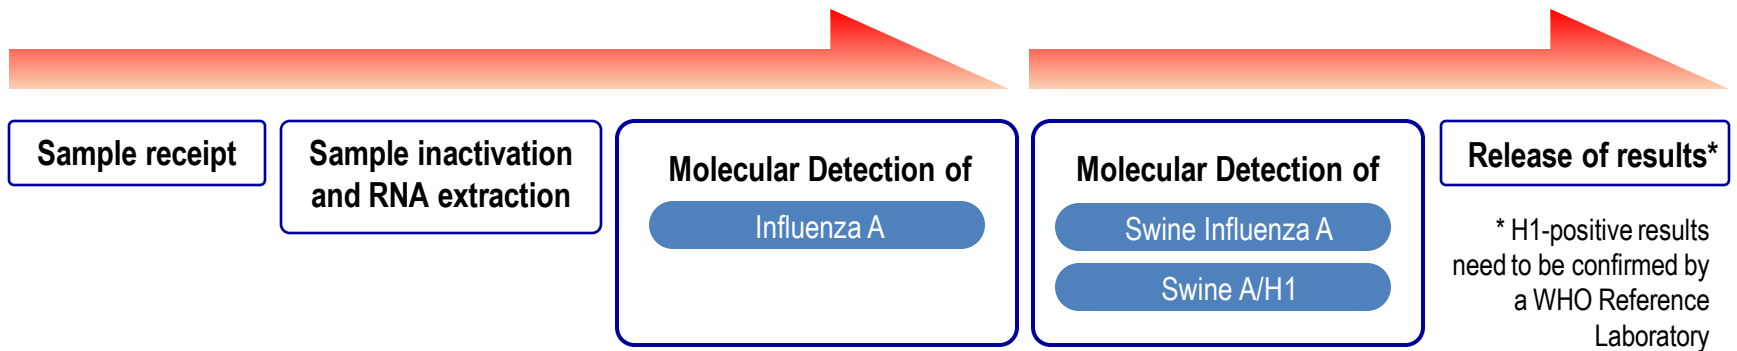 Sample receipt
Sample inactivation
and RNA extraction
Molecular Detection of
Influenza A
Molecular Detection of
Swine Influenza A
Swine A/H1
Release of results*
* H1-positive results
need to be confirmed by
a WHO Reference
Laboratory